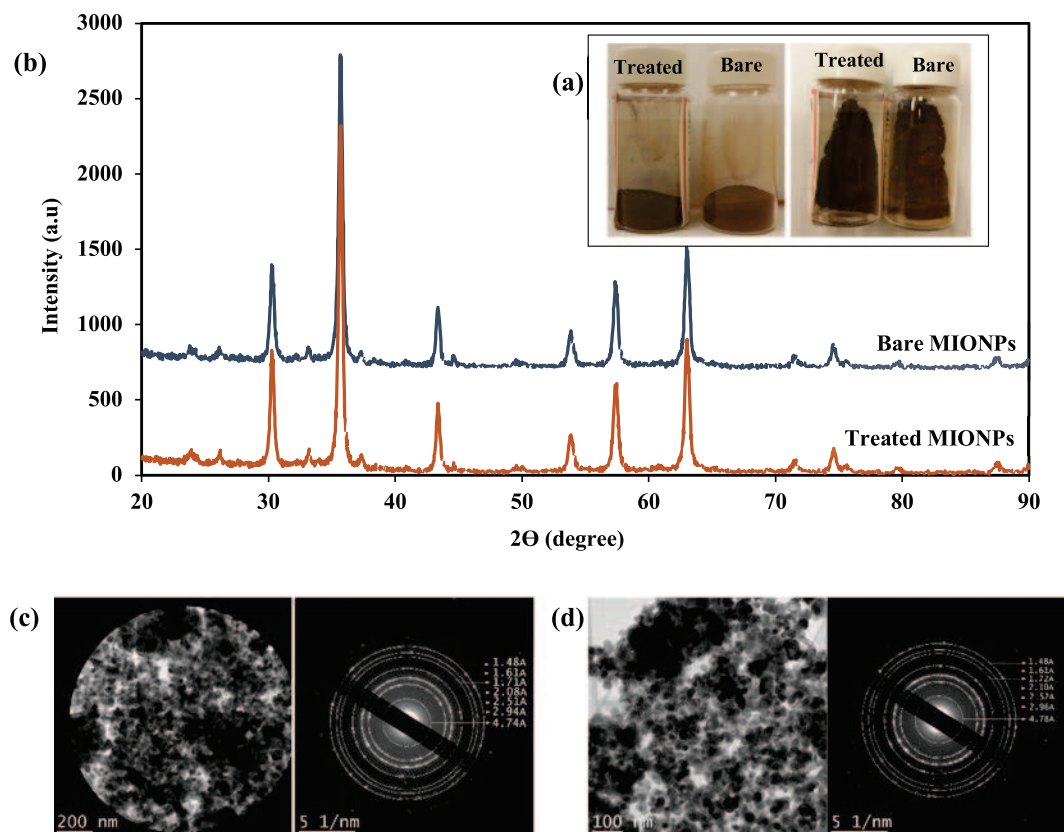 3000
2500
2000
1500
1000
500
0
Intensity (a.u)
(b)
(a)
Treated
Bare
Treated
Bare
Bare MIONPs
Treated MIONPs
20
30
40
50
60
70
80
90
2Θ (degree)
(c)
200 nm
1.48A
1.61A
1.71A
2.08A
2.51A
2.94A
4.74A
5 1/nm
(d)
100 nm
1.48A
1.61A
1.72A
2.10A
2.52A
2.96A
4.78A
5 1/nm